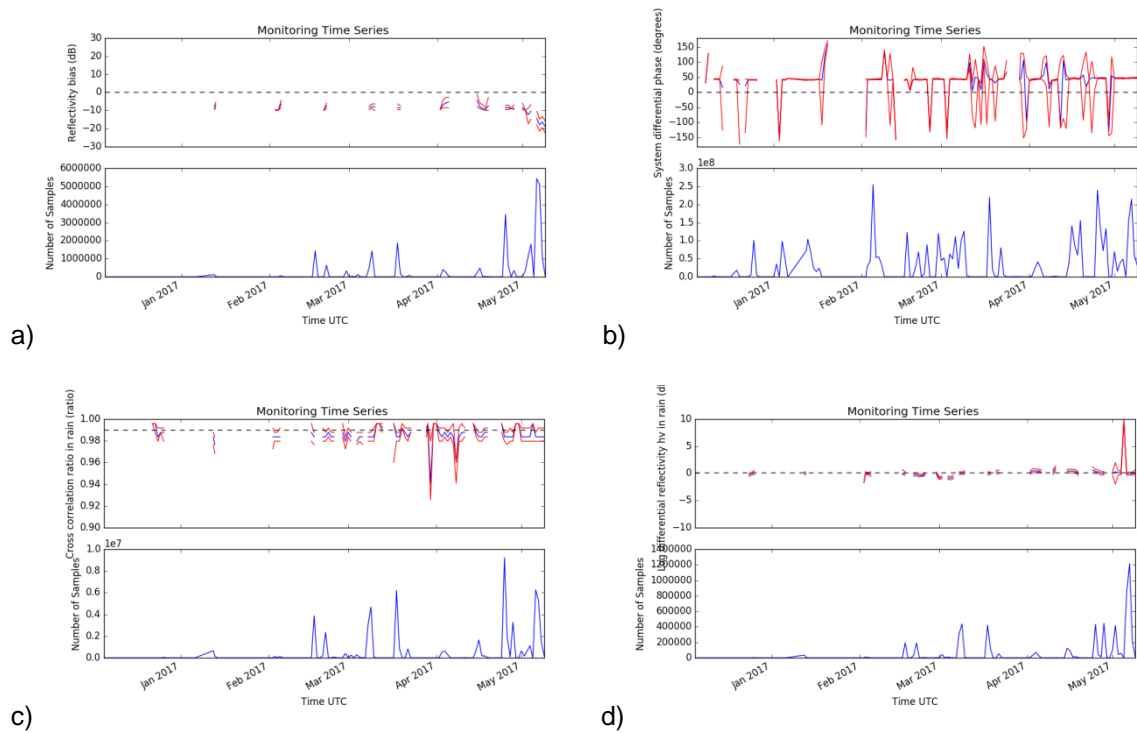 Monitoring Time Series
Reflectivity bias (dB)
30
20
10
0
−10
−20
−30
Number of Samples
6000000
5000000
4000000
3000000
2000000
1000000
0
Jan 2017
Feb 2017
Mar 2017
Apr 2017
May 2017
Time UTC
a)
Monitoring Time Series
System differential phase (degrees)
150
100
50
0
−50
−100
−150
1e8
Number of Samples
3.0
2.5
2.0
1.5
1.0
0.5
0.0
Jan 2017
Feb 2017
Mar 2017
Apr 2017
May 2017
Time UTC
b)
Monitoring Time Series
Cross correlation ratio in rain (ratio)
1.00
0.98
0.96
0.94
0.92
0.90
1e7
Number of Samples
1.0
0.8
0.6
0.4
0.2
0.0
Jan 2017
Feb 2017
Mar 2017
Apr 2017
May 2017
Time UTC
c)
Monitoring Time Series
differential reflectivity hv in rain
10
5
0
−5
−10
Number of Samples
1400000
1200000
1000000
800000
600000
400000
200000
0
Jan 2017
Feb 2017
Mar 2017
Apr 2017
May 2017
Time UTC
d)